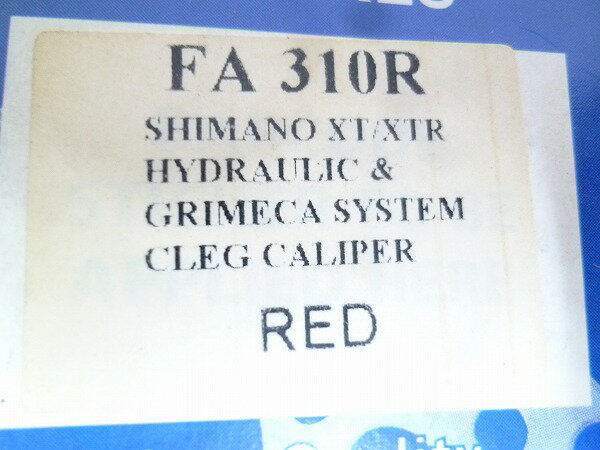 FA 310R
SHIMANO XT/XTR
HYDRAULIC &
GRIMECA SYSTEM
CLEG CALIPER
RED